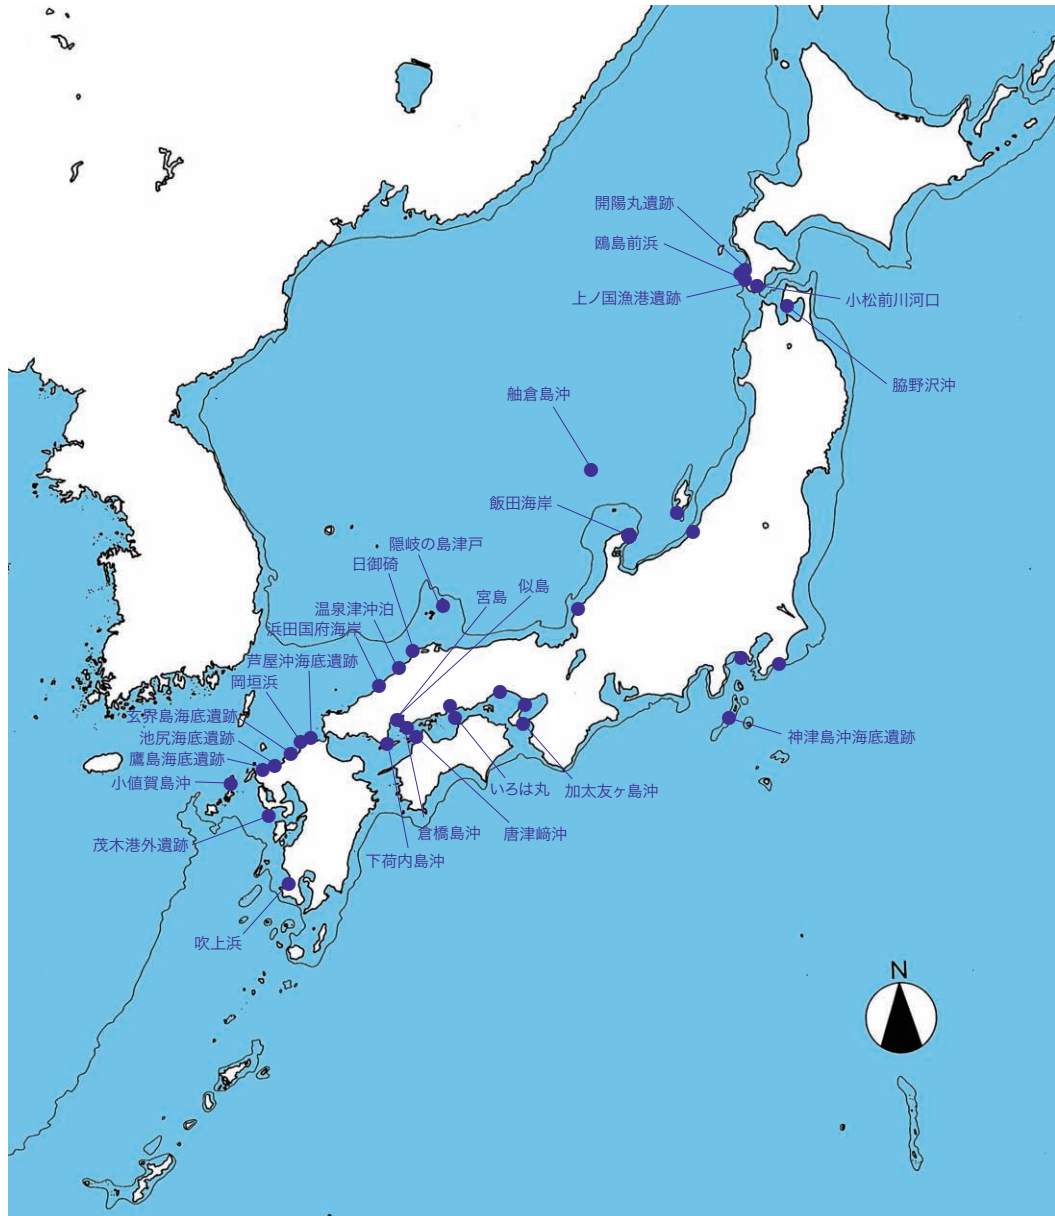 開陽丸遺跡
鴎島前浜
上ノ国漁港遺跡
小松前川河口
脇野沢沖
舳倉島沖
飯田海岸
隠岐の島津戸
日御碕
似島
宮島
温泉津沖泊
浜田国府海岸
芦屋沖海底遺跡
岡垣浜
玄界島海底遺跡
池尻海底遺跡
鷹島海底遺跡
小値賀島沖
神津島沖海底遺跡
いろは丸
加太友ヶ島沖
倉橋島沖
唐津﨑沖
茂木港外遺跡
下荷内島沖
吹上浜
N